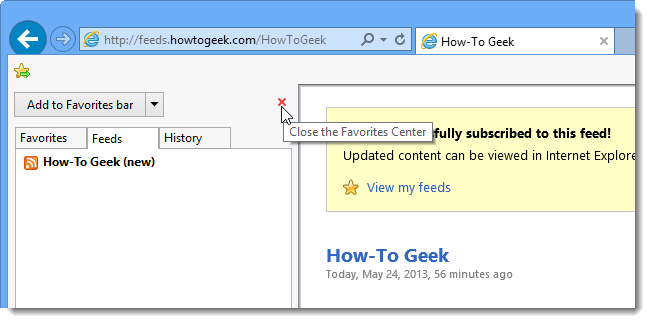 http://feeds.howtogeek.com/HowToGeek
How-To Geek
Add to Favorites bar
Close the Favorites Center
fully subscribed to this feed!
Favorites
Feeds
History
Updated content can be viewed in Internet Explore
How-To Geek (new)
View my feeds
How-To Geek
Today, May 24, 2013, 56 minutes ago